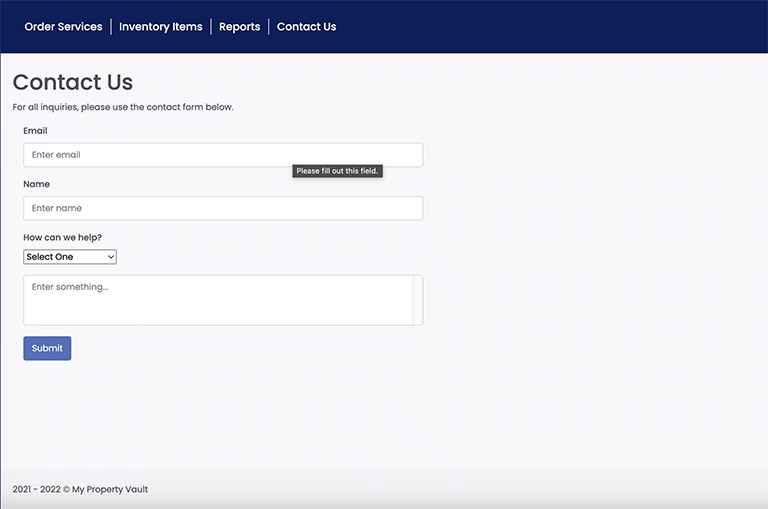 Order Services Inventory Items Reports Contact Us
Contact Us
For all inquiries, please use the contact form below.
Email
Enter email
Please fill out this field.
Name
Enter name
How can we help?
Select One
Enter something...
Submit
2021 - 2022 © My Property Vault